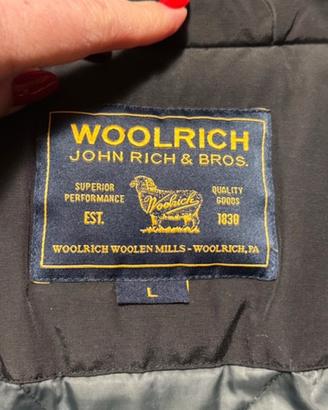 WOOLRICH
JOHN RICH & BROS.
SUPERIOR
PERFORMANCE
EST.
Woolrich
QUALITY
GOODS
1830
WOOLRICH WOOLEN MILLS - WOOLRICH, PA
L